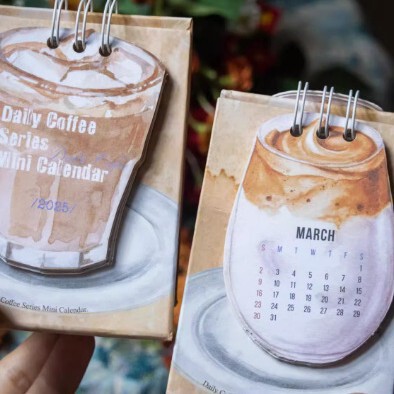 Daily Coffee
Series
Mini Calendar
/2025/
Coffee Series Mini Calendar
MARCH
S M T W T F S
1
2 3 4 5 6 7 8
9 10 11 12 13 14 15
16 17 18 19 20 21 22
23 24 25 26 27 28 29
30 31
Daily C